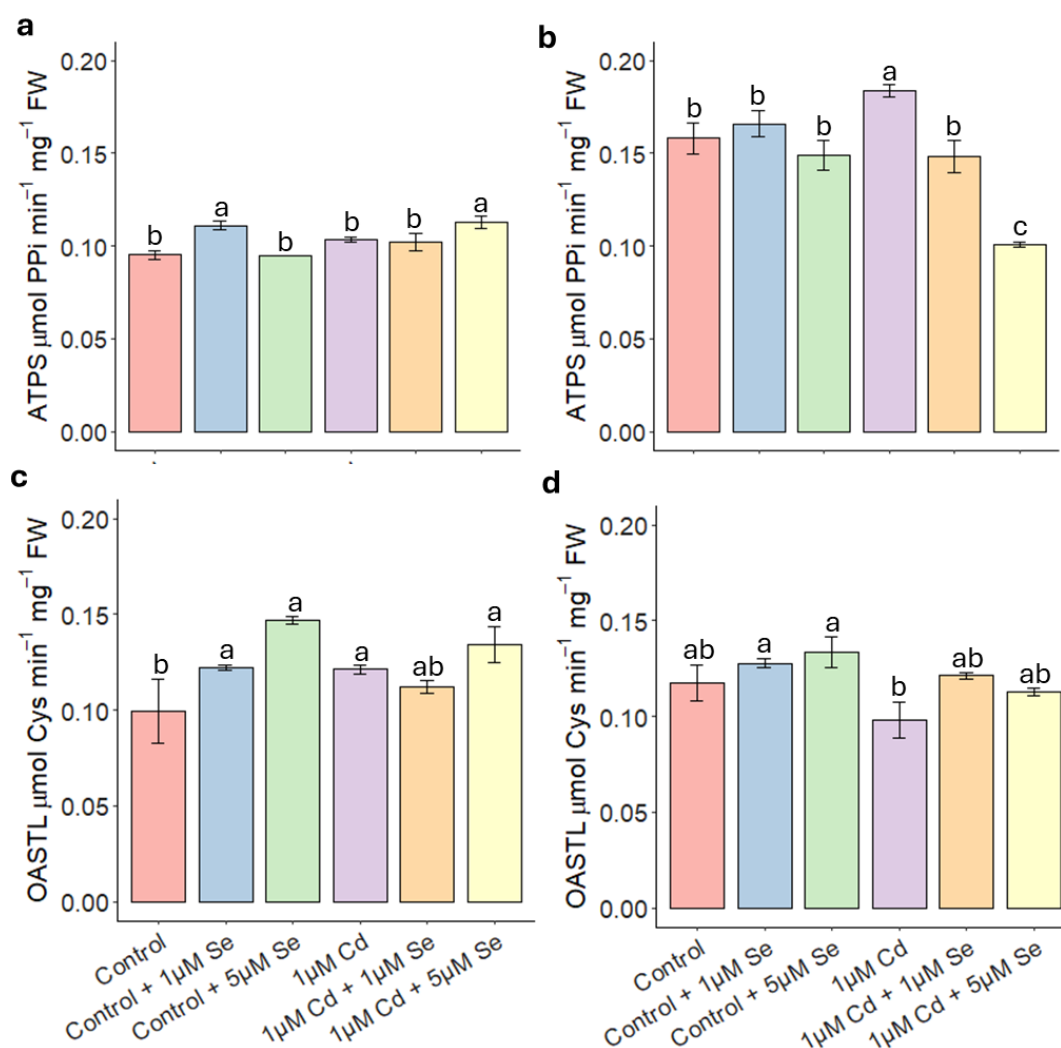 a
ATPS µmol PPi min⁻¹ mg⁻¹ FW
0.20
0.15
0.10
0.05
0.00
b
a
b
b
b
a
b
ATPS µmol PPi min⁻¹ mg⁻¹ FW
0.20
0.15
0.10
0.05
0.00
b
b
b
a
b
c
c
OASTL µmol Cys min⁻¹ mg⁻¹ FW
0.20
0.15
0.10
0.05
0.00
b
a
a
a
ab
a
Control
Control + 1µM Se
Control + 5µM Se
1µM Cd
1µM Cd + 1µM Se
1µM Cd + 5µM Se
d
OASTL µmol Cys min⁻¹ mg⁻¹ FW
0.20
0.15
0.10
0.05
0.00
ab
a
a
b
ab
ab
Control
Control + 1µM Se
Control + 5µM Se
1µM Cd
1µM Cd + 1µM Se
1µM Cd + 5µM Se